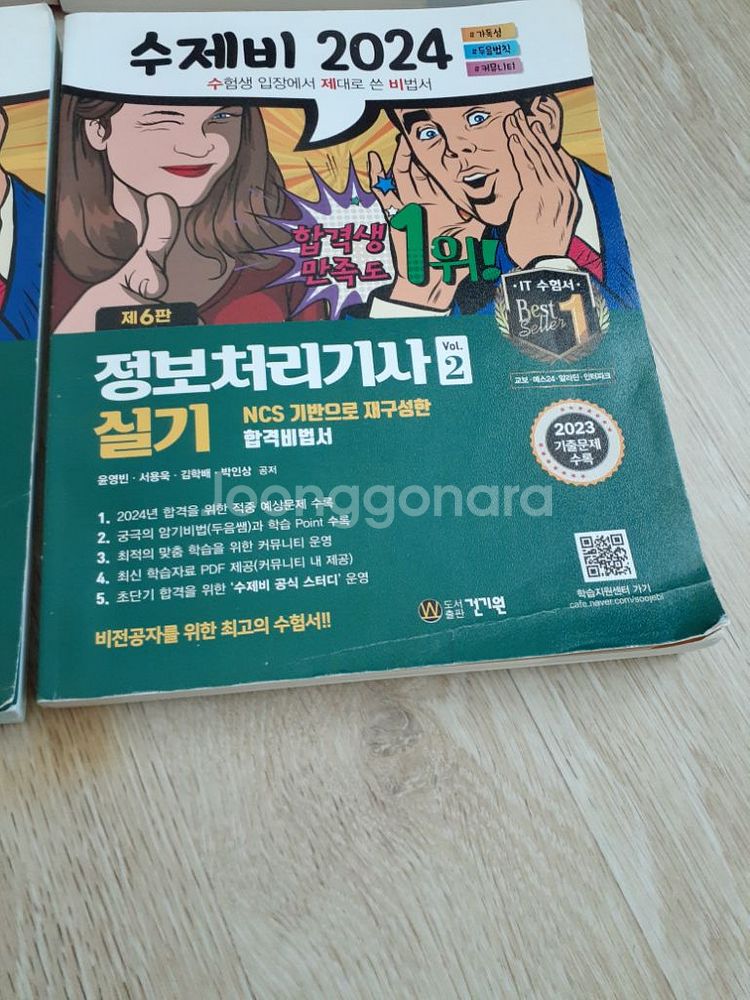 수제비 2024
#가독성
#두음법칙
#커뮤니티
수험생 입장에서 제대로 쓴 비법서
합격생
만족도 1위!
제6판
IT 수험서
Best
Seller 1
교보·예스24·알라딘·인터파크
정보처리기사 Vol. 2
실기 NCS 기반으로 재구성한
합격비법서
2023
기출문제
수록
윤영빈 · 서용욱 · 김학배 · 박인상 공저
joonggonara
1. 2024년 합격을 위한 적중 예상문제 수록
2. 궁극의 암기비법(두음쌤)과 학습 Point 수록
3. 최적의 맞춤 학습을 위한 커뮤니티 운영
4. 최신 학습자료 PDF 제공(커뮤니티 내 제공)
5. 초단기 합격을 위한 '수제비 공식 스터디' 운영
학습지원센터 가기
cafe.naver.com/soojebi
비전공자를 위한 최고의 수험서!!
W 도서출판 건기원